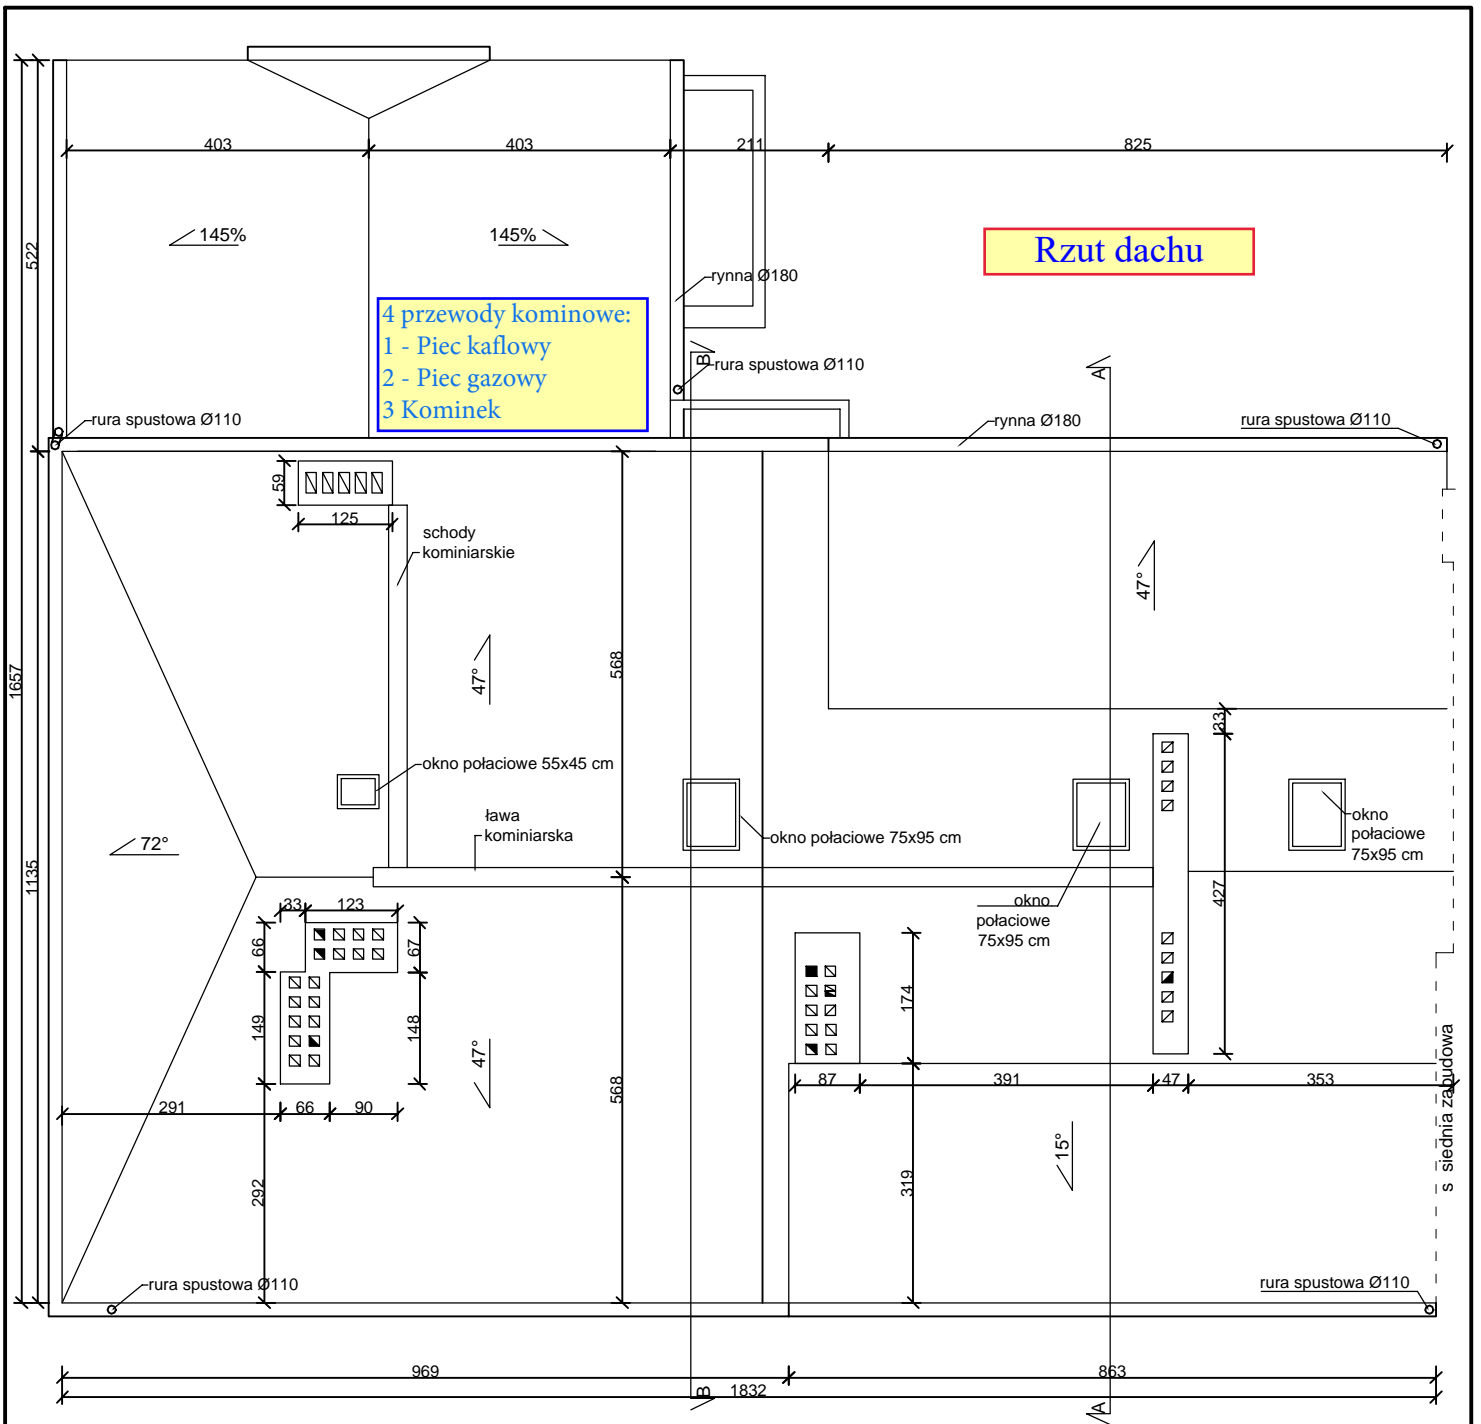 403
403
211
825
145%
145%
Rzut dachu
522
rynna Ø180
4 przewody kominowe:
1 - Piec kaflowy
2 - Piec gazowy
3 Kominek
B
rura spustowa Ø110
A
rura spustowa Ø110
rynna Ø180
rura spustowa Ø110
59
125
schody
kominiarskie
47°
568
47°
1657
33
okno połaciowe 55x45 cm
ława
kominiarska
okno połaciowe 75x95 cm
okno
połaciowe
75x95 cm
72°
1135
427
33
123
okno
połaciowe
75x95 cm
66
67
174
149
148
47°
87
391
47
353
291
66
90
568
15°
s  siednia zabudowa
292
319
rura spustowa Ø110
rura spustowa Ø110
969
863
B
1832
A